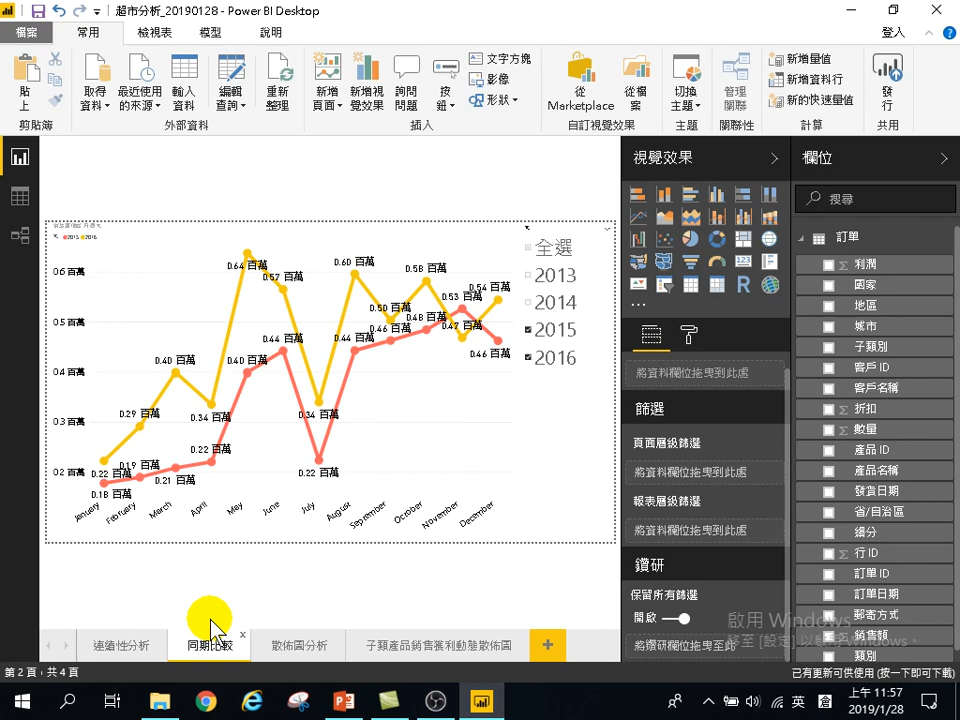 超市分析_20190128 - Power BI Desktop
檔案
常用
檢視表
模型
說明
登入
貼上
剪貼簿
取得資料
最近使用的來源
輸入資料
編輯查詢
重新整理
外部資料
新增頁面
新增視覺效果
詢問問題
按鈕
文字方塊
影像
形狀
插入
從 Marketplace
從檔案
自訂視覺效果
切換主題
主題
管理關聯
關聯性
新增量值
新增資料行
新的快速量值
計算
發行
共用
2015
2016
0.6 百萬
0.5 百萬
0.4 百萬
0.3 百萬
0.2 百萬
0.22 百萬
0.29 百萬
0.40 百萬
0.34 百萬
0.64 百萬
0.57 百萬
0.34 百萬
0.60 百萬
0.50 百萬
0.58 百萬
0.47 百萬
0.54 百萬
0.18 百萬
0.19 百萬
0.21 百萬
0.22 百萬
0.40 百萬
0.44 百萬
0.22 百萬
0.44 百萬
0.46 百萬
0.48 百萬
0.53 百萬
0.46 百萬
January
February
March
April
May
June
July
August
September
October
November
December
全選
2013
2014
2015
2016
視覺效果
將資料欄位拖曳到此處
篩選
頁面層級篩選
將資料欄位拖曳到此處
報表層級篩選
將資料欄位拖曳到此處
鑽研
保留所有篩選
開啟
將鑽研欄位拖曳至此
欄位
搜尋
訂單
利潤
國家
地區
城市
子類別
客戶 ID
客戶名稱
折扣
數量
產品 ID
產品名稱
發貨日期
省/自治區
細分
行 ID
訂單 ID
訂單日期
郵寄方式
銷售額
類別
啟用 Windows
移至 [設定] 以啟用 Windows。
連續性分析
同期比較
散佈圖分析
子類產品銷售獲利動態散佈圖
第 2 頁，共 4 頁
已有更新可供使用 (按一下即可下載)
英
上午 11:57
2019/1/28